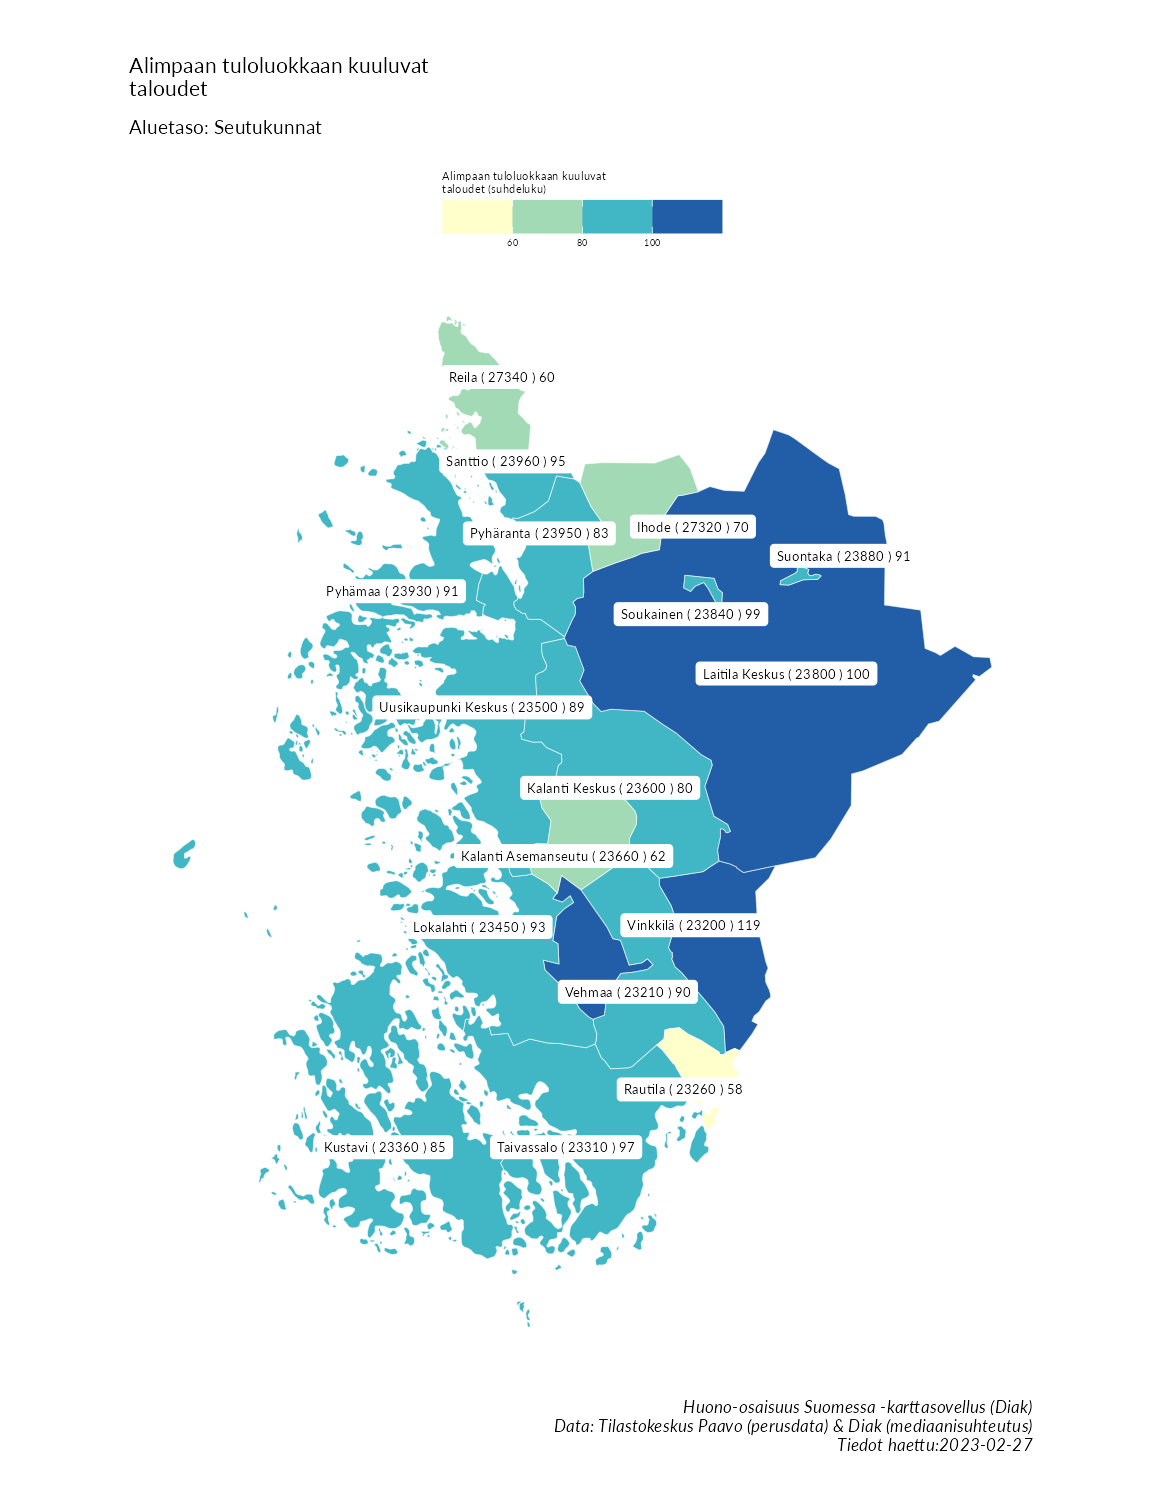 Alimpaan tuloluokkaan kuuluvat
taloudet
Aluetaso: Seutukunnat
Alimpaan tuloluokkaan kuuluvat
taloudet (suhdeluku)
60 80 100
Reila ( 27340 ) 60
Santtio ( 23960 ) 95
Ihode ( 27320 ) 70
Pyhäranta ( 23950 ) 83
Suontaka ( 23880 ) 91
Pyhämaa ( 23930 ) 91
Soukainen ( 23840 ) 99
Laitila Keskus ( 23800 ) 100
Uusikaupunki Keskus ( 23500 ) 89
Kalanti Keskus ( 23600 ) 80
Kalanti Asemanseutu ( 23660 ) 62
Lokalahti ( 23450 ) 93
Vinkkilä ( 23200 ) 119
Vehmaa ( 23210 ) 90
Rautila ( 23260 ) 58
Kustavi ( 23360 ) 85
Taivassalo ( 23310 ) 97
Huono-osaisuus Suomessa -karttasovellus (Diak)
Data: Tilastokeskus Paavo (perusdata) & Diak (mediaanisuhteutus)
Tiedot haettu:2023-02-27